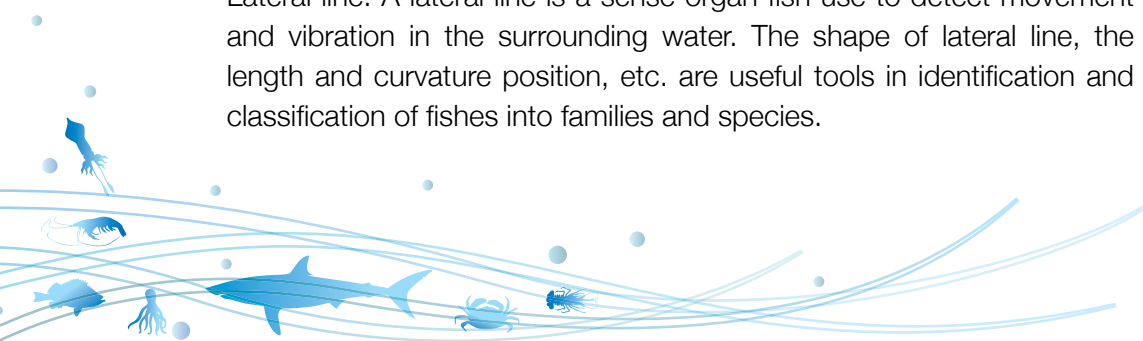 Lateral line: A lateral line is a sense organ fish use to detect movement
and vibration in the surrounding water. The shape of lateral line, the
length and curvature position, etc. are useful tools in identification and
classification of fishes into families and species.